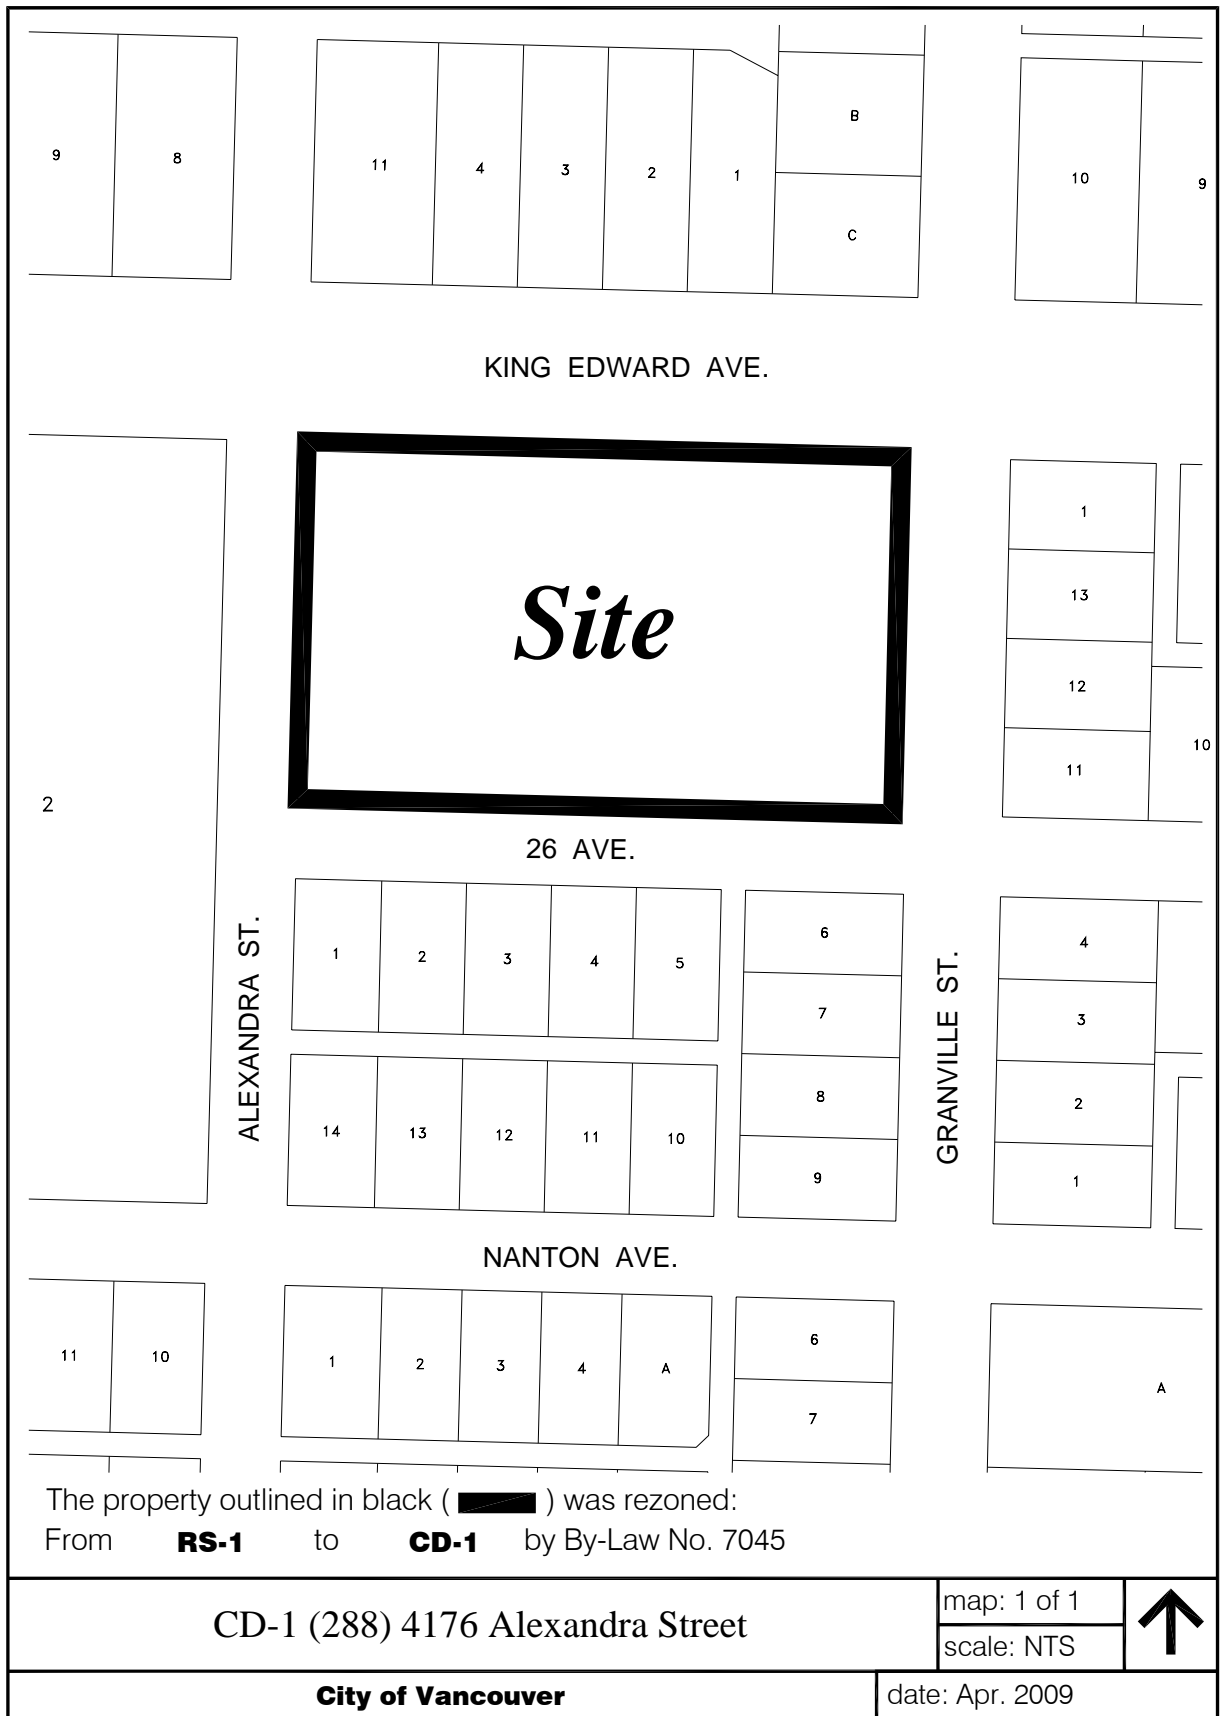 9
8
11
4
3
2
1
B
C
10
9
KING EDWARD AVE.
Site
1
13
12
11
10
2
26 AVE.
ALEXANDRA ST.
GRANVILLE ST.
1
2
3
4
5
6
7
8
9
14
13
12
11
10
4
3
2
1
NANTON AVE.
11
10
1
2
3
4
A
6
7
A
The property outlined in black ( ) was rezoned:
From RS-1 to CD-1 by By-Law No. 7045
CD-1 (288) 4176 Alexandra Street
map: 1 of 1
scale: NTS
City of Vancouver
date: Apr. 2009